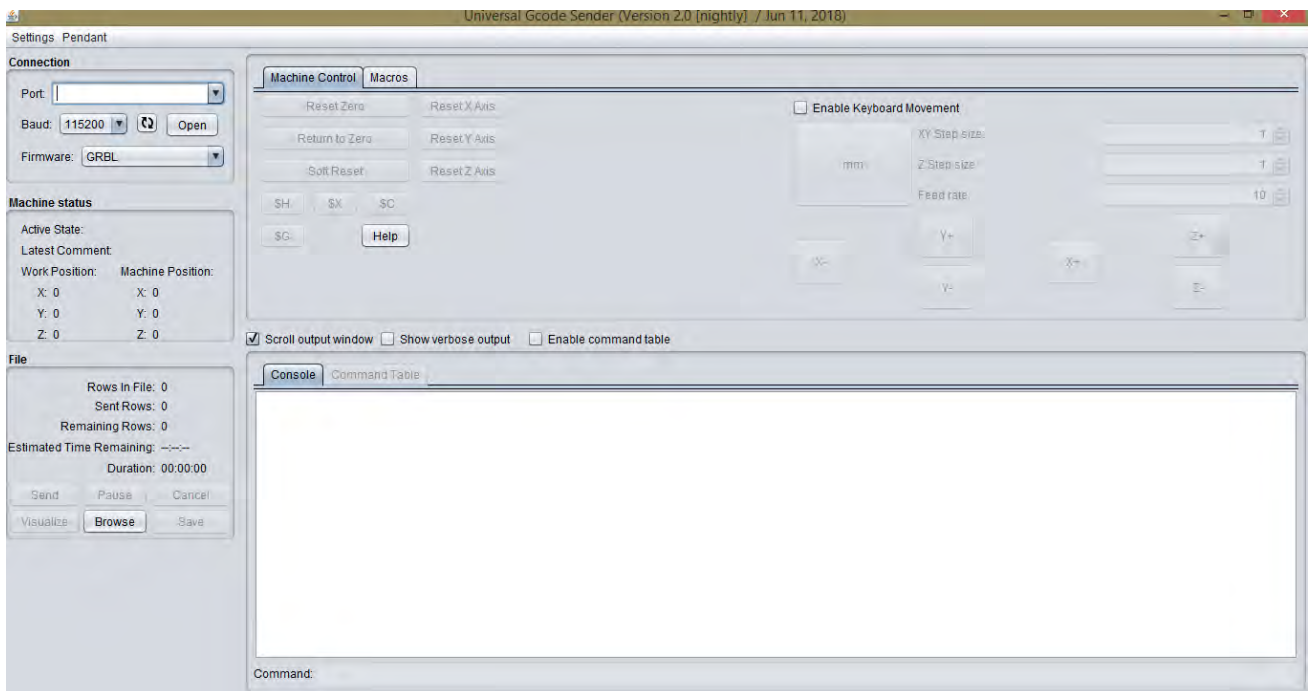 Universal Gcode Sender (Version 2.0 [nightly] / Jun 11, 2018)
Settings Pendant
Connection
Port:
Baud: 115200 Open
Firmware: GRBL
Machine status
Active State:
Latest Comment:
Work Position: Machine Position:
X: 0 X: 0
Y: 0 Y: 0
Z: 0 Z: 0
File
Rows In File: 0
Sent Rows: 0
Remaining Rows: 0
Estimated Time Remaining: --:--:--
Duration: 00:00:00
Send Pause Cancel
Visualize Browse Save
Machine Control Macros
Reset Zero Reset X Axis
Return to Zero Reset Y Axis
Soft Reset Reset Z Axis
$H $X $C
$G Help
Enable Keyboard Movement
mm
XY Step size: 1
Z Step size: 1
Feed rate: 10
Y+ Z+
X- X+
Y- Z-
Scroll output window Show verbose output Enable command table
Console Command Table
Command: